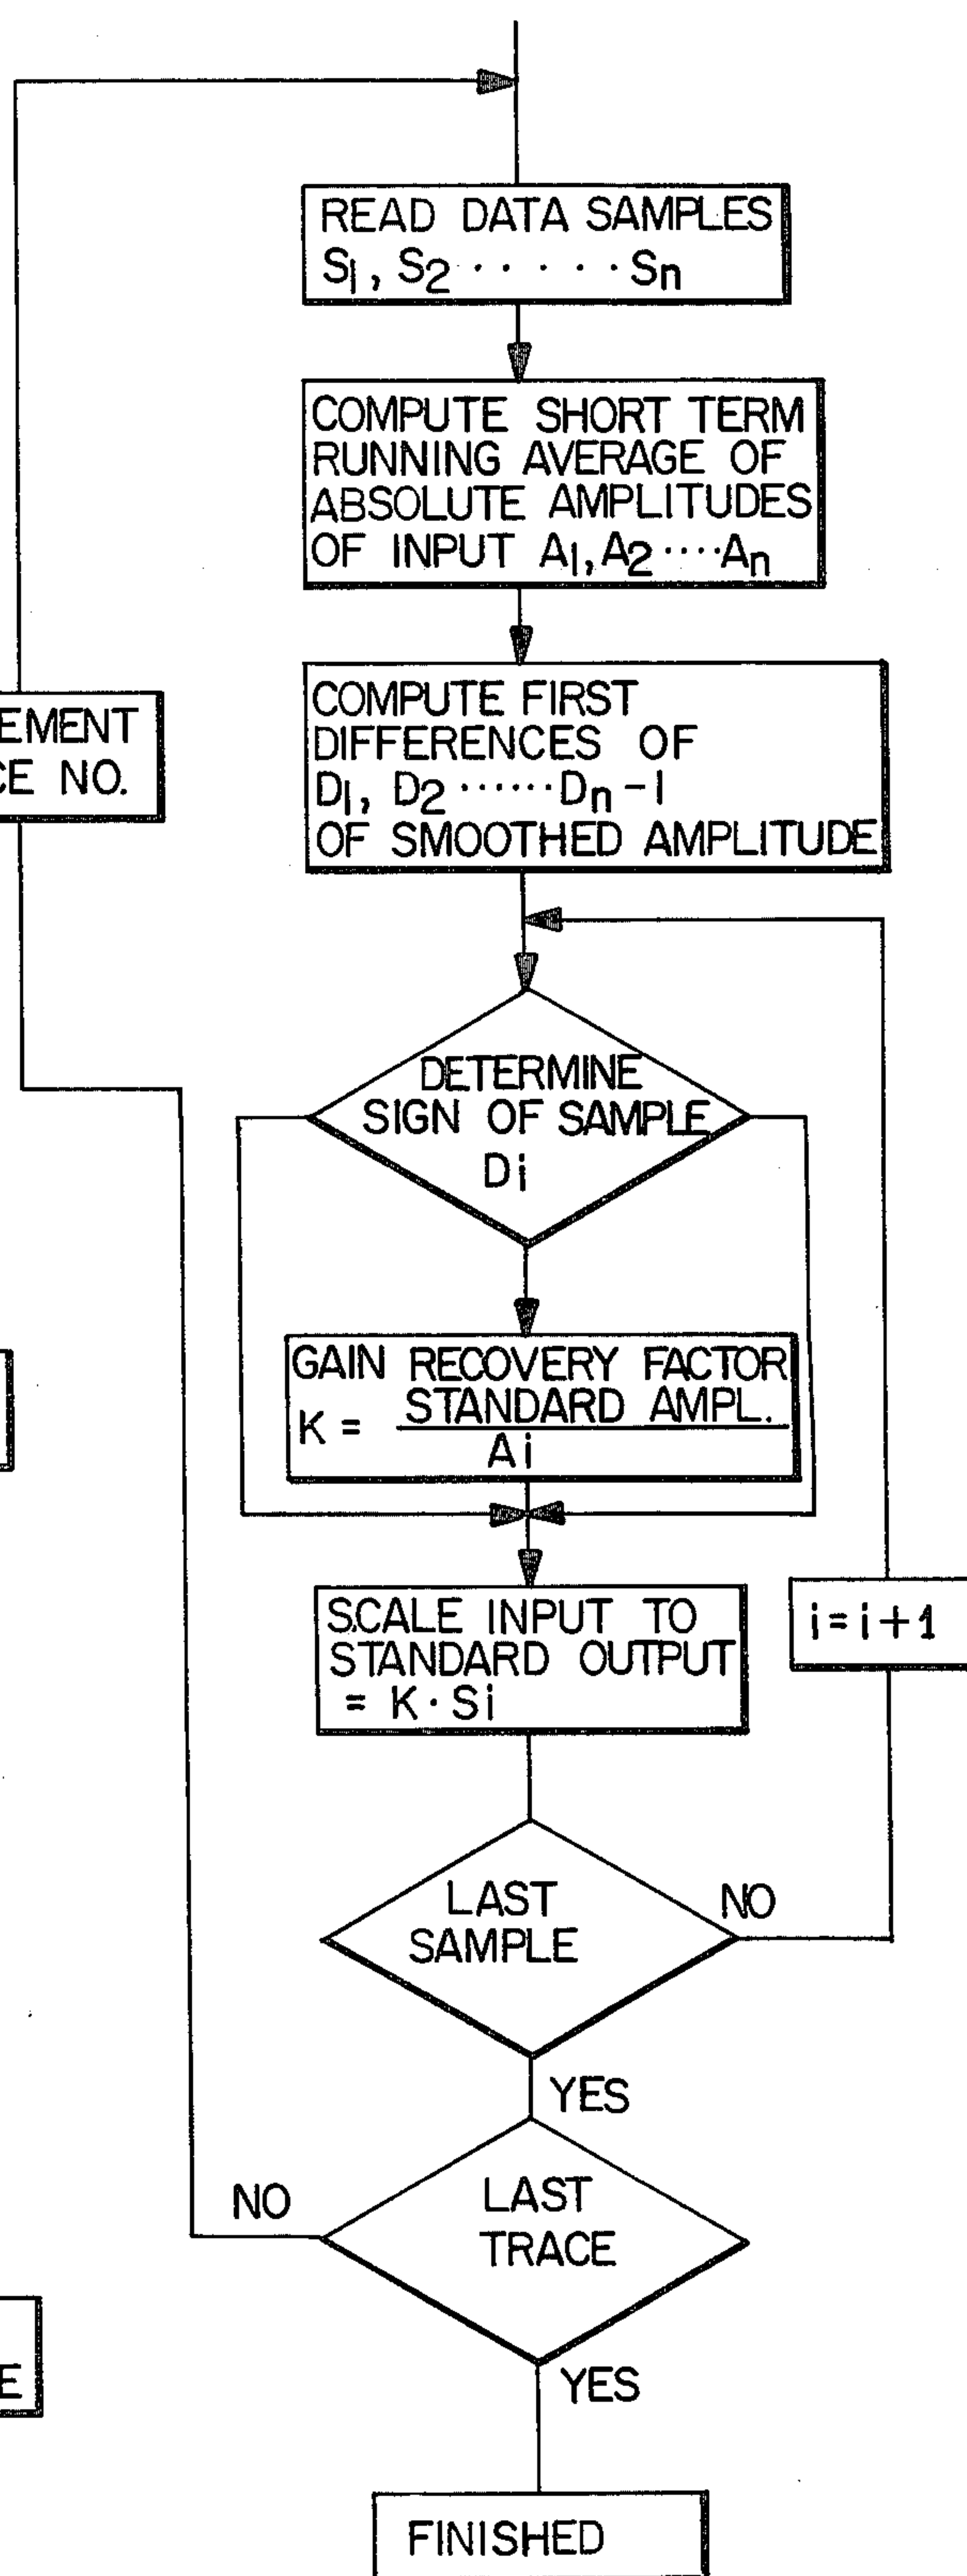 READ DATA SAMPLES
S1, S2 ······ Sn
COMPUTE SHORT TERM
RUNNING AVERAGE OF
ABSOLUTE AMPLITUDES
OF INPUT A1, A2 ···· An
EMENT
CE NO.
COMPUTE FIRST
DIFFERENCES OF
D1, D2 ······ Dn-1
OF SMOOTHED AMPLITUDE
DETERMINE
SIGN OF SAMPLE
Di
GAIN RECOVERY FACTOR
STANDARD AMPL.
K =
Ai
SCALE INPUT TO
STANDARD OUTPUT
= K · Si
i=i+1
LAST
SAMPLE
NO
YES
LAST
TRACE
NO
YES
E
FINISHED